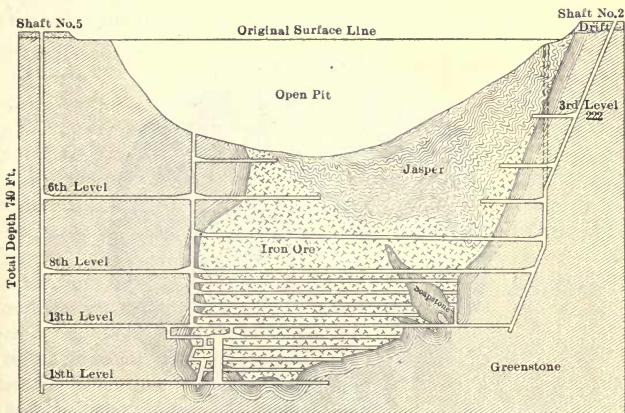 Shaft No.5
Original Surface Line
Shaft No.2
Drift
Open Pit
3rd Level
222
Jasper
6th Level
Total Depth 740 Ft.
Iron Ore
8th Level
Soapstone
13th Level
Greenstone
18th Level